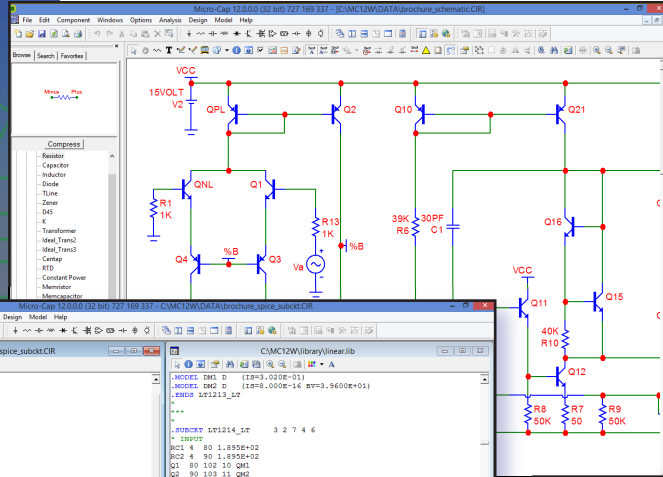 Micro-Cap 12.0.0.0 (32 bit) 727 169 337 - [C:\MC12W\DATA\brochure_schematic.CIR]
File Edit Component Windows Options Analysis Design Model Help
Browse Search Favorites
Minus Plus
Compress
Resistor
Capacitor
Inductor
Diode
TLine
Zener
D45
K
Transformer
Ideal_Trans2
Ideal_Trans3
Centap
RTD
Constant Power
Memristor
Memcapacitor
VCC
15VOLT
V2
QPL
Q2
Q10
Q21
QNL
Q1
R1
1K
R13
1K
39K
R6
30PF
C1
Q16
%B
%B
Q4
Q3
Va
VCC
Q11
Q15
40K
R10
Q12
R8
50K
R7
50
R9
50K
Micro-Cap 12.0.0.0 (32 bit) 727 169 337 - C:\MC12W\DATA\brochure_spice_subckt.CIR
Design Model Help
spice_subckt.CIR
C:\MC12W\library\linear.lib
.MODEL DM1 D (IS=3.020E-01)
.MODEL DM2 D (IS=8.000E-16 BV=3.9600E+01)
.ENDS LT1213_LT
*
***
*
.SUBCKT LT1214_LT 3 2 7 4 6
* INPUT
RC1 4 80 1.895E+02
RC2 4 90 1.895E+02
Q1 80 102 10 QM1
Q2 90 103 11 QM2